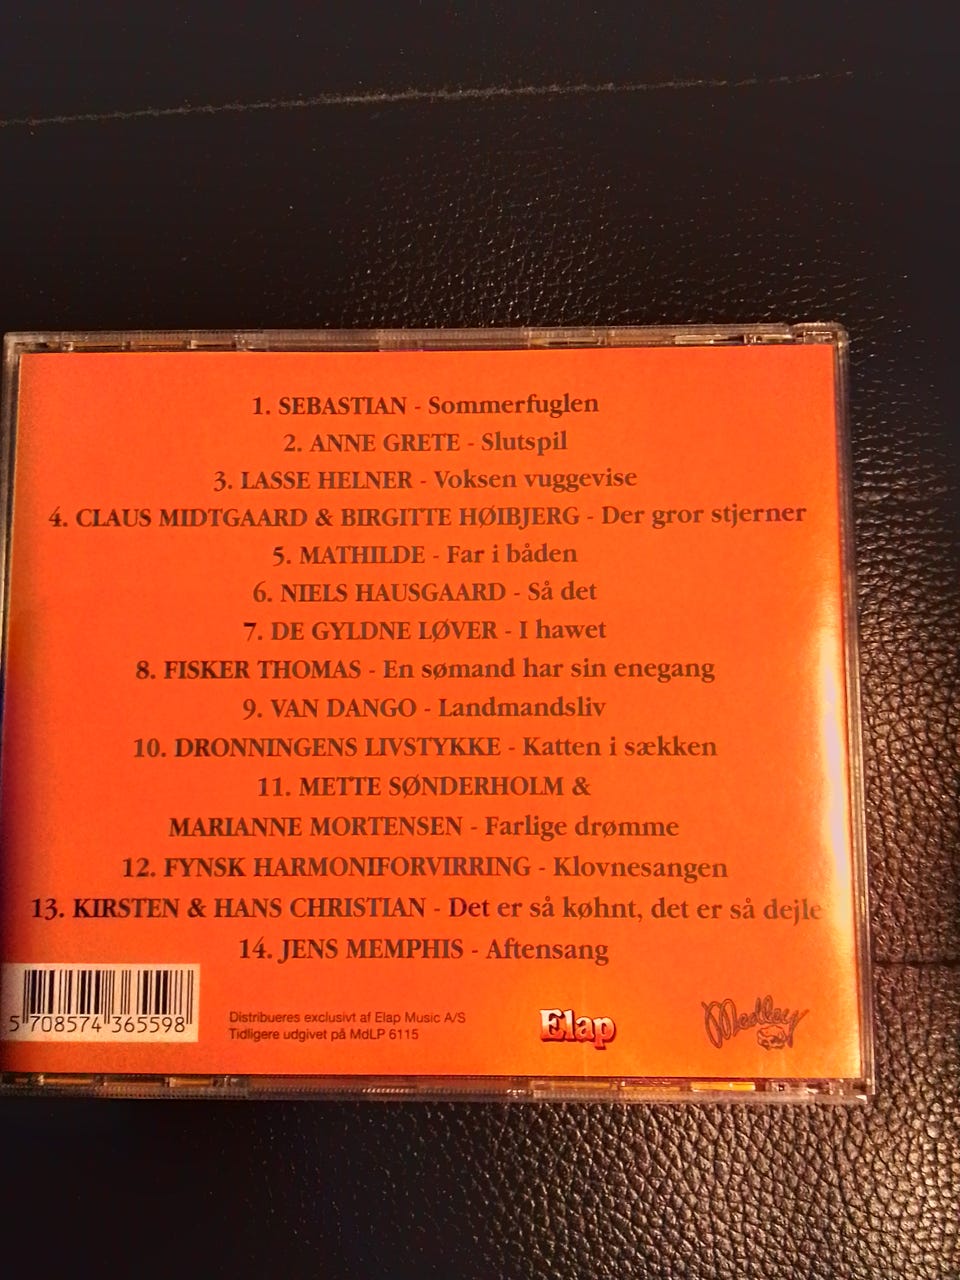 1. SEBASTIAN - Sommerfuglen
2. ANNE GRETE - Slutspil
3. LASSE HELNER - Voksen vuggevise
4. CLAUS MIDTGAARD & BIRGITTE HØIBJERG - Der gror stjerner
5. MATHILDE - Far i båden
6. NIELS HAUSGAARD - Så det
7. DE GYLDNE LØVER - I hawet
8. FISKER THOMAS - En sømand har sin enegang
9. VAN DANGO - Landmandsliv
10. DRONNINGENS LIVSTYKKE - Katten i sækken
11. METTE SØNDERHOLM &
MARIANNE MORTENSEN - Farlige drømme
12. FYNSK HARMONIFORVIRRING - Klovnesangen
13. KIRSTEN & HANS CHRISTIAN - Det er så køhnt, det er så dejle
14. JENS MEMPHIS - Aftensang
5 708574 365598
Distribueres exclusivt af Elap Music A/S
Tidligere udgivet på MdLP 6115
Elap
Medley